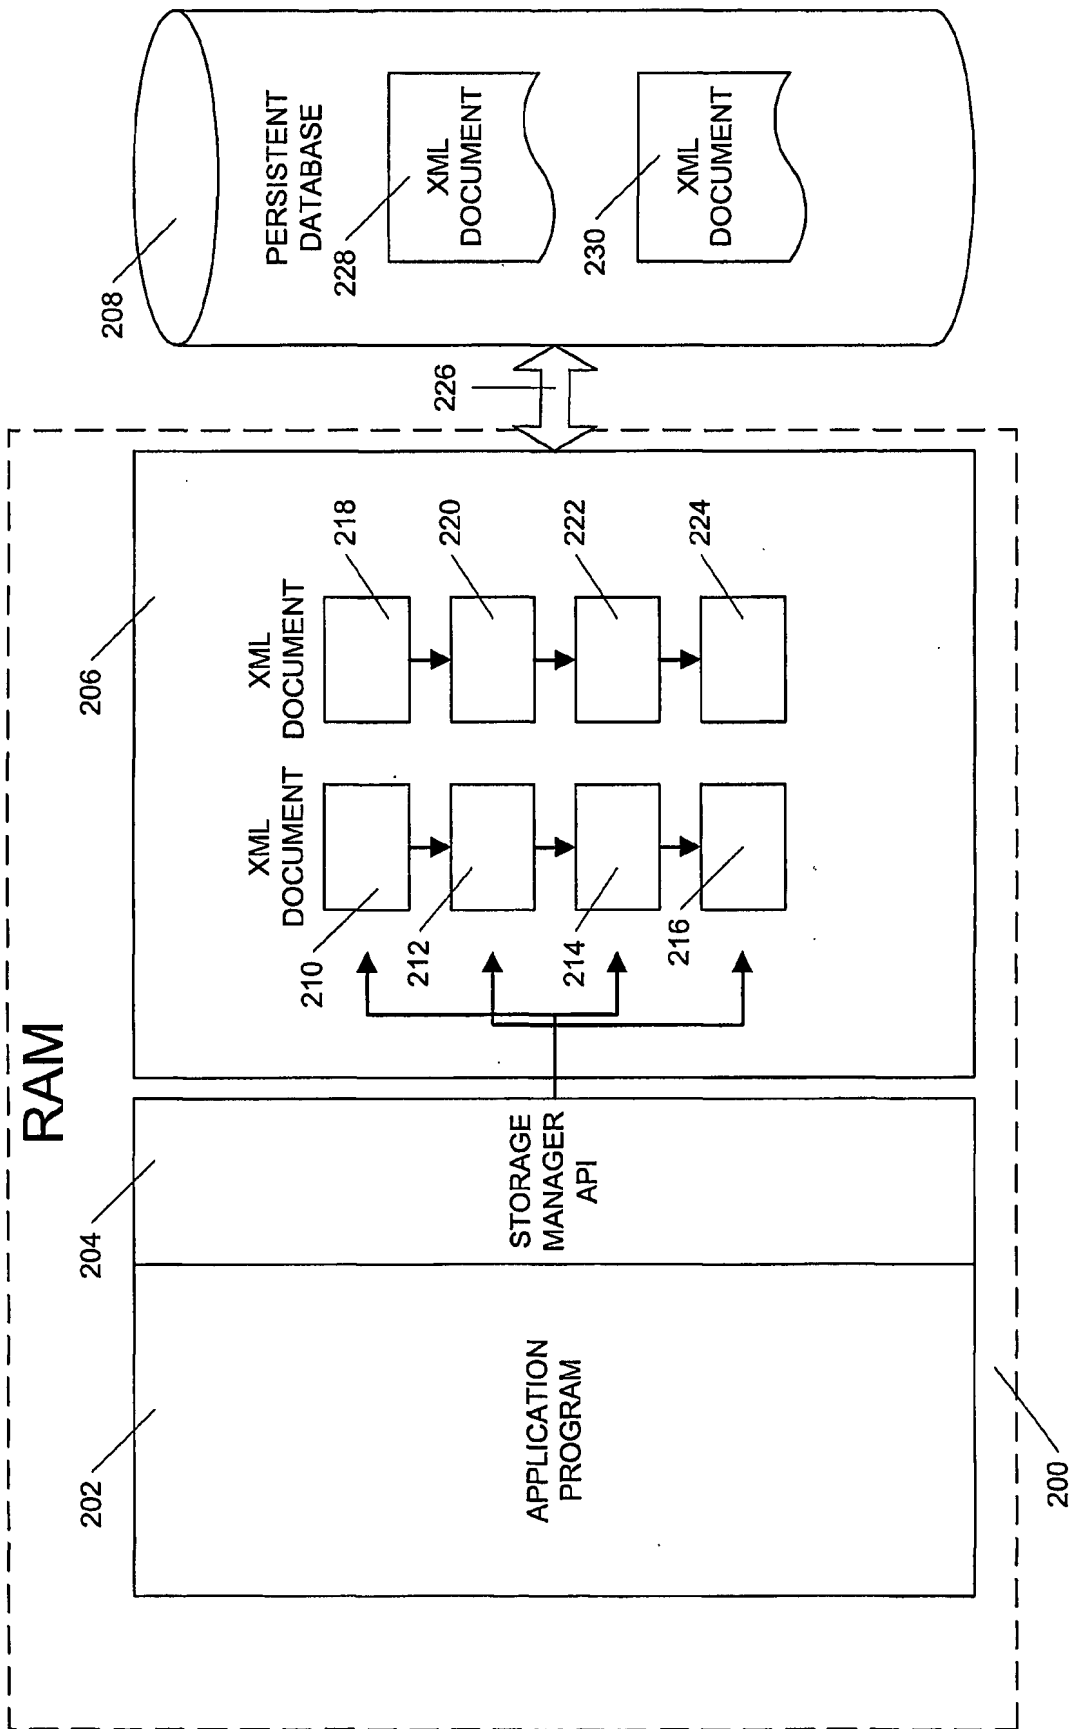 RAM
202
APPLICATION
PROGRAM
200
204
STORAGE
MANAGER
API
206
XML
DOCUMENT
210
212
214
216
XML
DOCUMENT
218
220
222
224
226
208
PERSISTENT
DATABASE
228
XML
DOCUMENT
230
XML
DOCUMENT